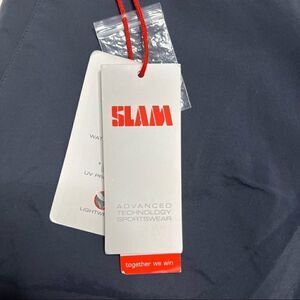 SLAM
ADVANCED
TECHNOLOGY
SPORTSWEAR
together we win